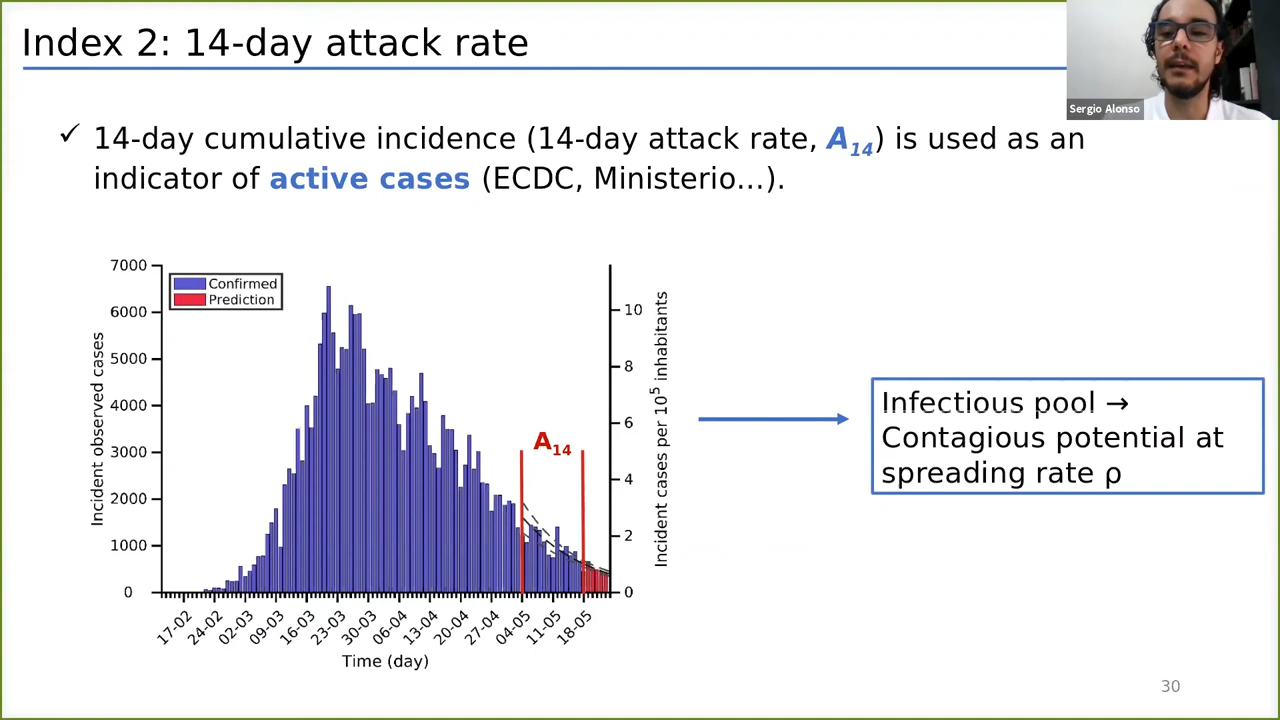 Index 2: 14-day attack rate
Sergio Alonso
✓ 14-day cumulative incidence (14-day attack rate, A14) is used as an
indicator of active cases (ECDC, Ministerio...).
7000
6000
5000
4000
3000
2000
1000
0
Incident observed cases
Confirmed
Prediction
A14
10
8
6
4
2
0
Incident cases per 10⁵ inhabitants
17-02
24-02
02-03
09-03
16-03
23-03
30-03
06-04
13-04
20-04
27-04
04-05
11-05
18-05
Time (day)
Infectious pool →
Contagious potential at
spreading rate ρ
30